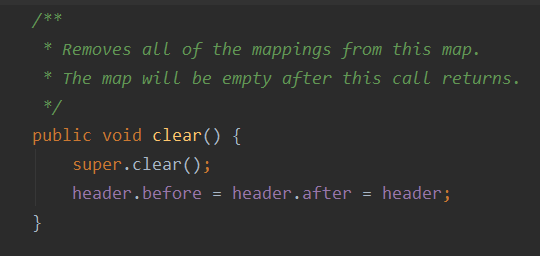 /**
 * Removes all of the mappings from this map.
 * The map will be empty after this call returns.
 */
public void clear() {
    super.clear();
    header.before = header.after = header;
}